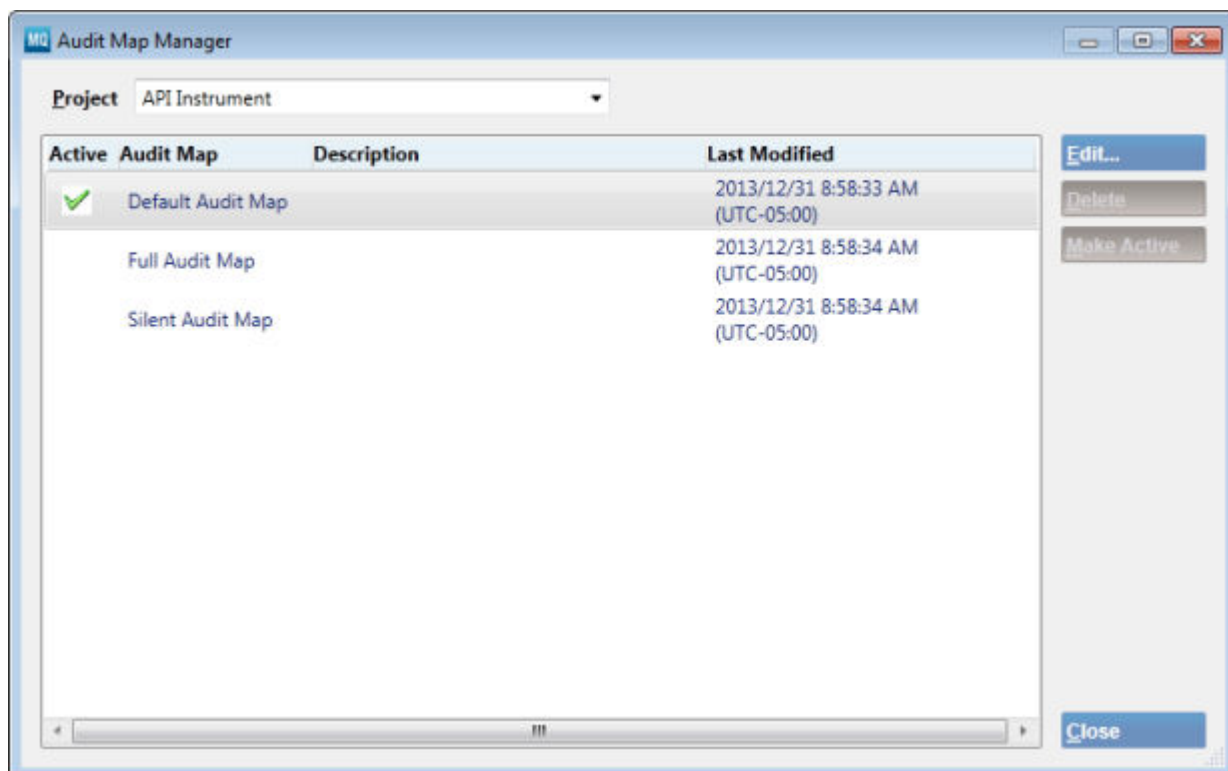 MQ Audit Map Manager
Project API Instrument
Active Audit Map Description Last Modified
Default Audit Map 2013/12/31 8:58:33 AM
(UTC-05:00)
Full Audit Map 2013/12/31 8:58:34 AM
(UTC-05:00)
Silent Audit Map 2013/12/31 8:58:34 AM
(UTC-05:00)
Edit...
Delete
Make Active
Close